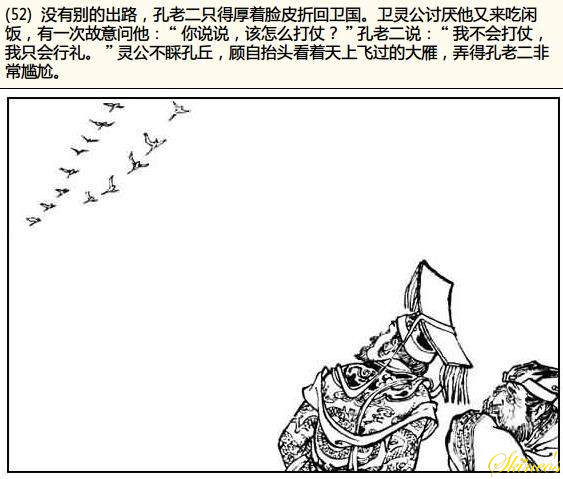 (52) 没有别的出路，孔老二只得厚着脸皮折回卫国。卫灵公讨厌他又来吃闲
饭，有一次故意问他：“你说说，该怎么打仗？”孔老二说：“我不会打仗，
我只会行礼。”灵公不睬孔丘，顾自抬头看着天上飞过的大雁，弄得孔老二非
常尴尬。